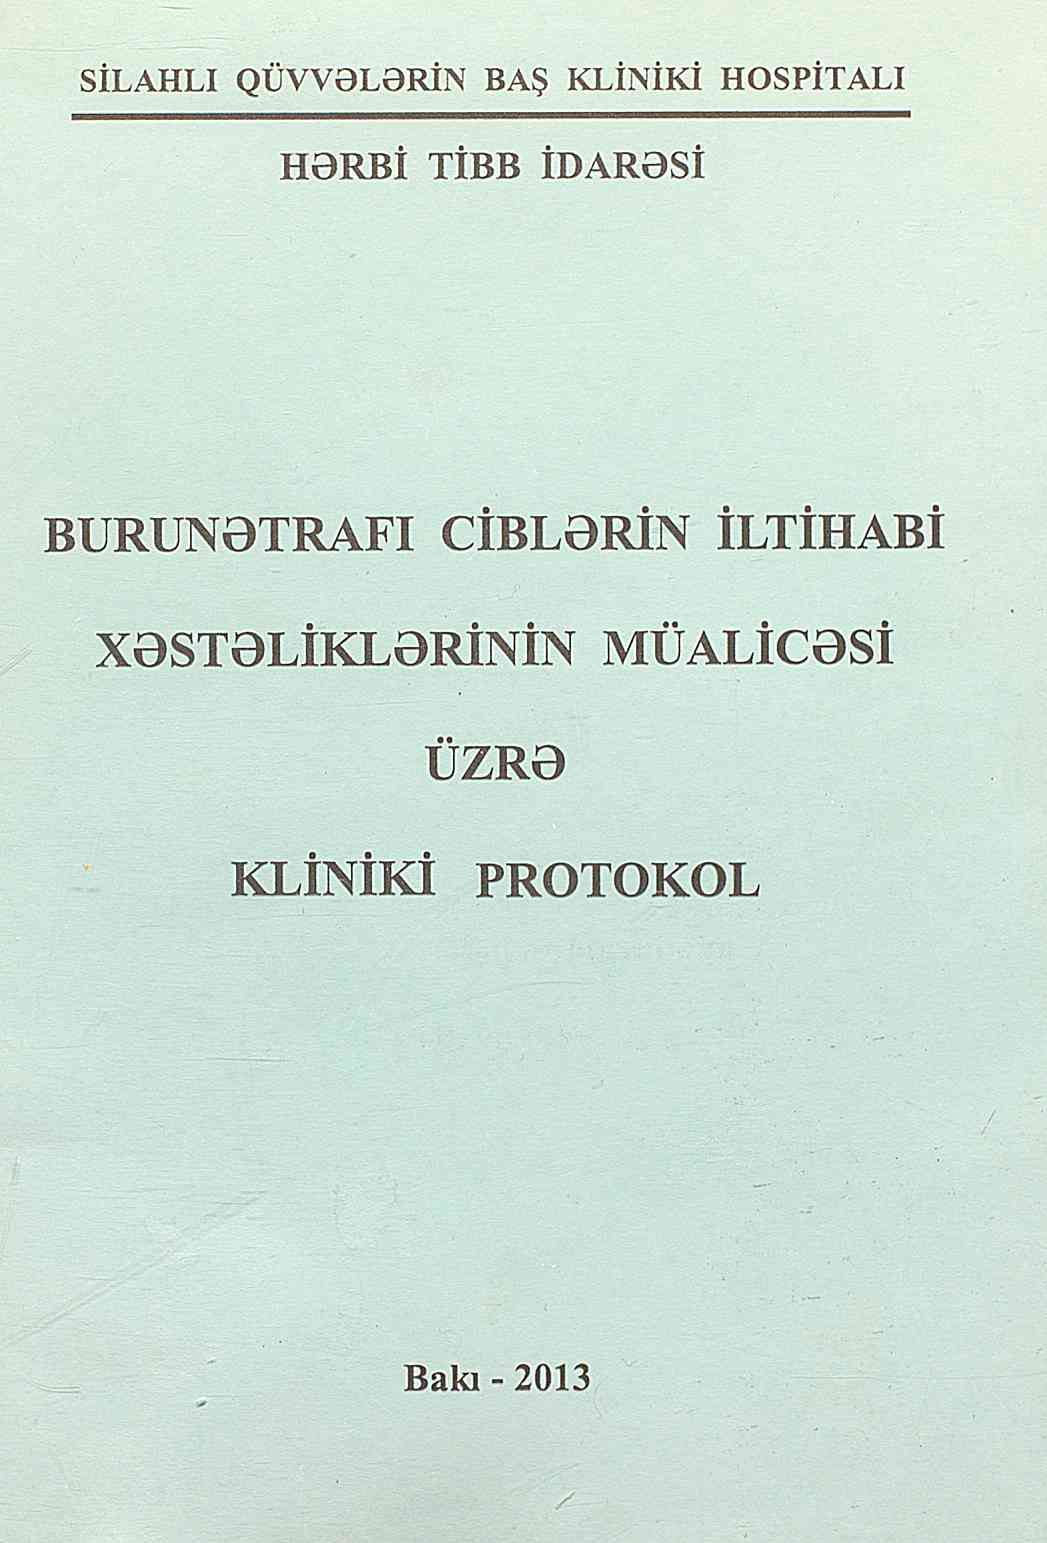 SİLAHLI QÜVVƏLƏRİN BAŞ KLİNİKİ HOSPİTALI
HƏRBİ TİBB İDARƏSİ
BURUNƏTRAFI CİBLƏRİN İLTİHABİ
XƏSTƏLİKLƏRİNİN MÜALİCƏSİ
ÜZRƏ
KLİNİKİ PROTOKOL
Bakı - 2013